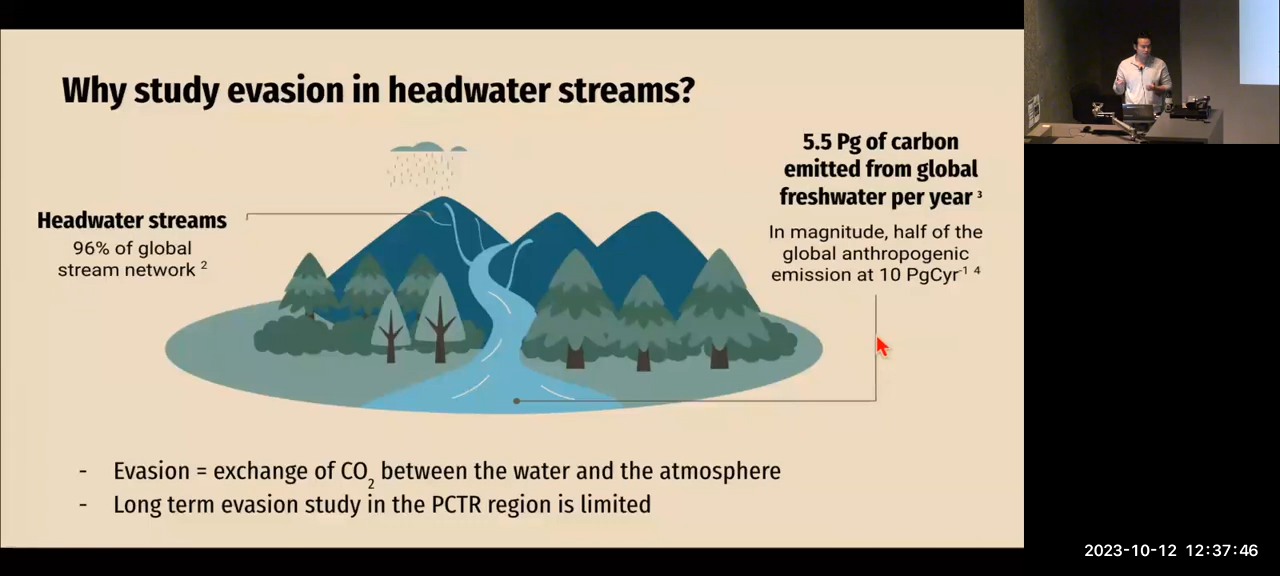 Why study evasion in headwater streams?
Headwater streams
96% of global
stream network 2
5.5 Pg of carbon
emitted from global
freshwater per year 3
In magnitude, half of the
global anthropogenic
emission at 10 PgCyr-1 4
- Evasion = exchange of CO2 between the water and the atmosphere
- Long term evasion study in the PCTR region is limited
2023-10-12 12:37:46